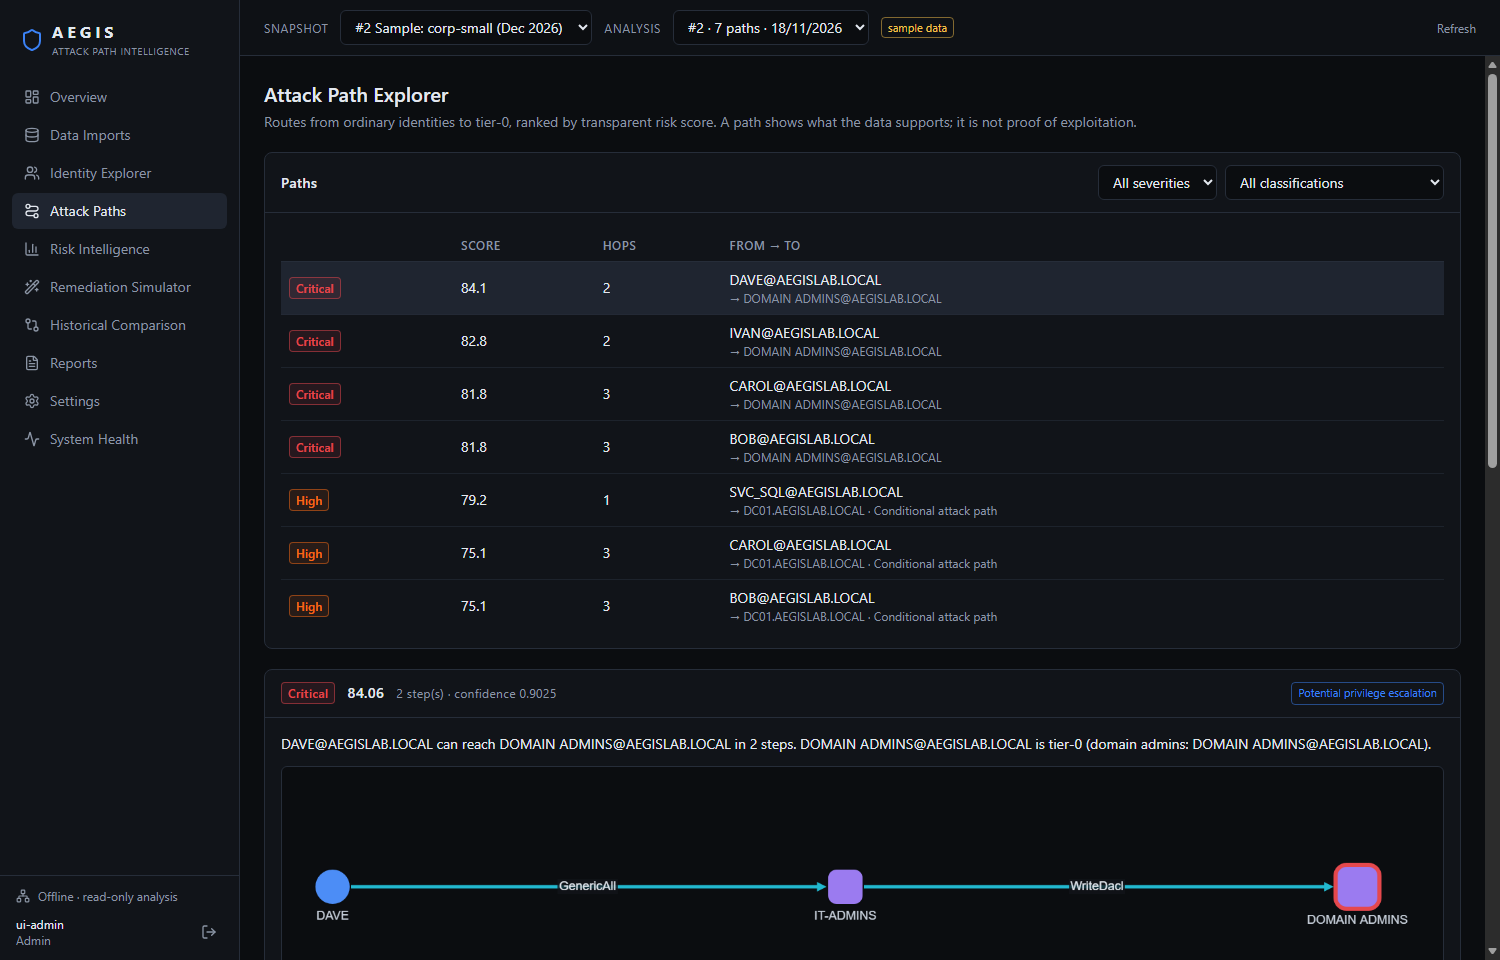 AEGIS
ATTACK PATH INTELLIGENCE
SNAPSHOT
#2 Sample: corp-small (Dec 2026)
ANALYSIS
#2 · 7 paths · 18/11/2026
sample data
Refresh
Overview
Data Imports
Identity Explorer
Attack Paths
Risk Intelligence
Remediation Simulator
Historical Comparison
Reports
Settings
System Health
Offline · read-only analysis
ui-admin
Admin
Attack Path Explorer
Routes from ordinary identities to tier-0, ranked by transparent risk score. A path shows what the data supports; it is not proof of exploitation.
Paths
All severities
All classifications
SCORE HOPS FROM → TO
Critical 84.1 2 DAVE@AEGISLAB.LOCAL
→ DOMAIN ADMINS@AEGISLAB.LOCAL
Critical 82.8 2 IVAN@AEGISLAB.LOCAL
→ DOMAIN ADMINS@AEGISLAB.LOCAL
Critical 81.8 3 CAROL@AEGISLAB.LOCAL
→ DOMAIN ADMINS@AEGISLAB.LOCAL
Critical 81.8 3 BOB@AEGISLAB.LOCAL
→ DOMAIN ADMINS@AEGISLAB.LOCAL
High 79.2 1 SVC_SQL@AEGISLAB.LOCAL
→ DC01.AEGISLAB.LOCAL · Conditional attack path
High 75.1 3 CAROL@AEGISLAB.LOCAL
→ DC01.AEGISLAB.LOCAL · Conditional attack path
High 75.1 3 BOB@AEGISLAB.LOCAL
→ DC01.AEGISLAB.LOCAL · Conditional attack path
Critical 84.06 2 step(s) · confidence 0.9025
Potential privilege escalation
DAVE@AEGISLAB.LOCAL can reach DOMAIN ADMINS@AEGISLAB.LOCAL in 2 steps. DOMAIN ADMINS@AEGISLAB.LOCAL is tier-0 (domain admins: DOMAIN ADMINS@AEGISLAB.LOCAL).
GenericAll
WriteDacl
DAVE
IT-ADMINS
DOMAIN ADMINS